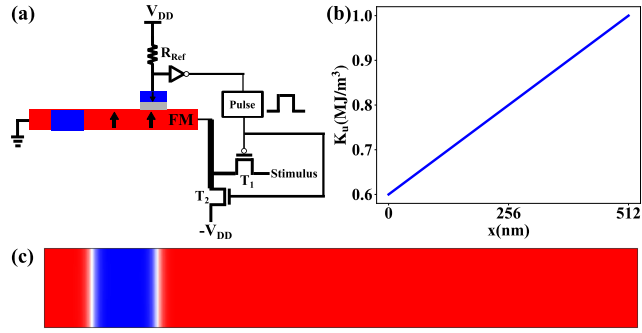 (a)
V_DD
R_Ref
Pulse
FM
T_1
Stimulus
T_2
-V_DD
(b)
K_u(MJ/m³)
1.0
0.9
0.8
0.7
0.6
0
256
512
x(nm)
(c)